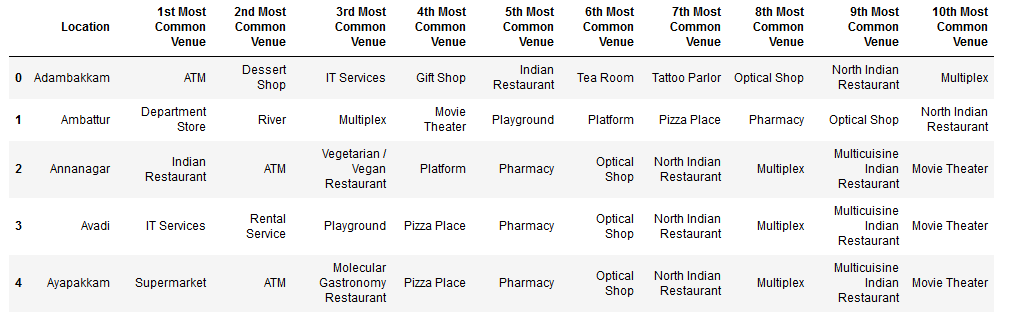 Location 1st Most Common Venue 2nd Most Common Venue 3rd Most Common Venue 4th Most Common Venue 5th Most Common Venue 6th Most Common Venue 7th Most Common Venue 8th Most Common Venue 9th Most Common Venue 10th Most Common Venue
0 Adambakkam ATM Dessert Shop IT Services Gift Shop Indian Restaurant Tea Room Tattoo Parlor Optical Shop North Indian Restaurant Multiplex
1 Ambattur Department Store River Multiplex Movie Theater Playground Platform Pizza Place Pharmacy Optical Shop North Indian Restaurant
2 Annanagar Indian Restaurant ATM Vegetarian / Vegan Restaurant Platform Pharmacy Optical Shop North Indian Restaurant Multiplex Multicuisine Indian Restaurant Movie Theater
3 Avadi IT Services Rental Service Playground Pizza Place Pharmacy Optical Shop North Indian Restaurant Multiplex Multicuisine Indian Restaurant Movie Theater
4 Ayapakkam Supermarket ATM Molecular Gastronomy Restaurant Pizza Place Pharmacy Optical Shop North Indian Restaurant Multiplex Multicuisine Indian Restaurant Movie Theater